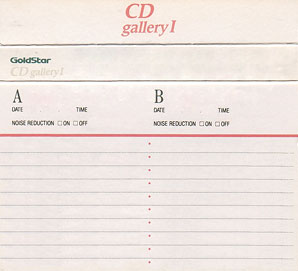 CD
gallery I
GoldStar
CD gallery I
A B
DATE TIME DATE TIME
NOISE REDUCTION □ ON □ OFF NOISE REDUCTION □ ON □ OFF